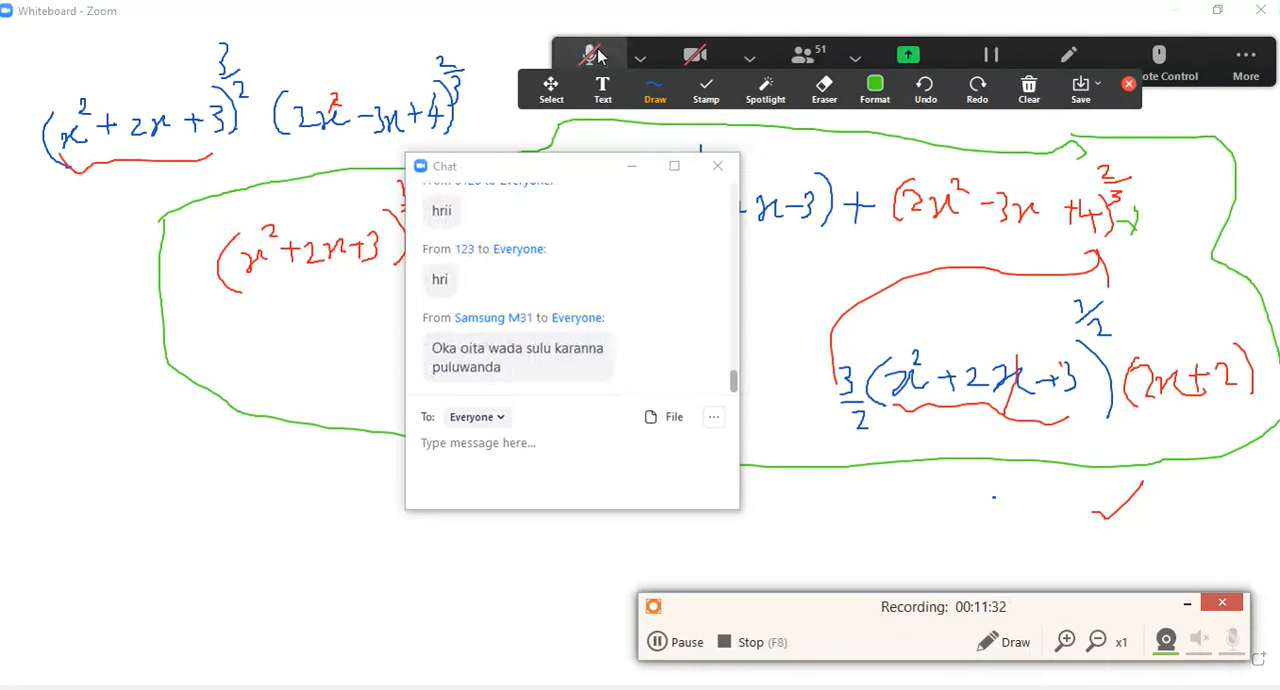 Whiteboard - Zoom
51
ote Control
More
Select
Text
Draw
Stamp
Spotlight
Eraser
Format
Undo
Redo
Clear
Save
(x² + 2x + 3)^(3/2) (2x² - 3x + 4)^(2/3)
(x² + 2x + 3)
x - 3) + (2x² - 3x + 4)^(2/3)
3/2 (x² + 2x + 3)^(1/2) (2x + 2)
Chat
hrii
From 123 to Everyone:
hri
From Samsung M31 to Everyone:
Oka oita wada sulu karanna
puluwanda
To: Everyone
File
Type message here...
Recording: 00:11:32
Pause
Stop (F8)
Draw
x1